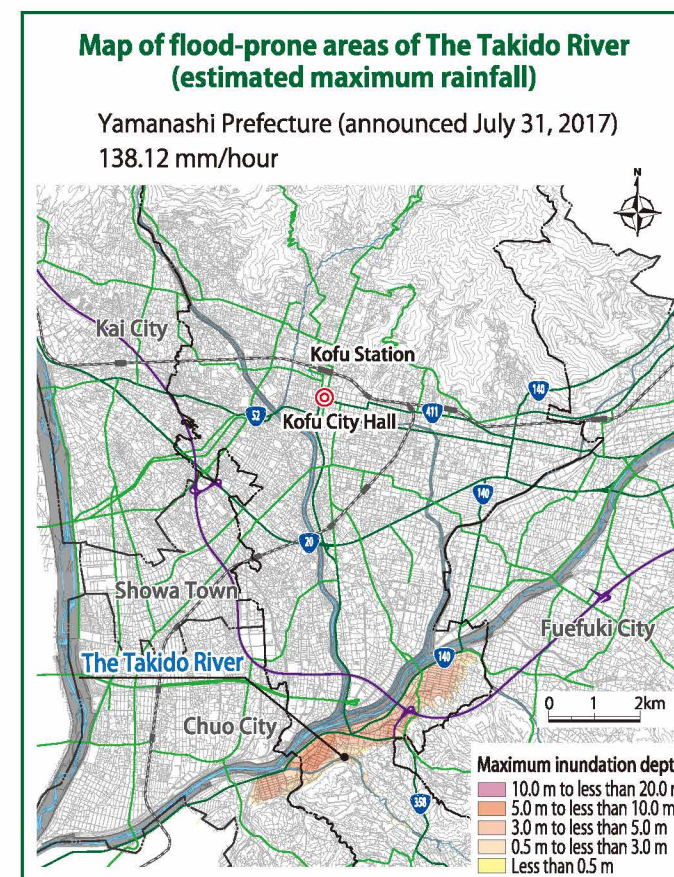 Map of flood-prone areas of The Takido River
(estimated maximum rainfall)
Yamanashi Prefecture (announced July 31, 2017)
138.12 mm/hour
N
Kai City
Kofu Station
140
52
Kofu City Hall
411
140
20
Showa Town
Fuefuki City
The Takido River
140
0 1 2km
Chuo City
Maximum inundation dept
10.0 m to less than 20.0 m
358
5.0 m to less than 10.0 m
3.0 m to less than 5.0 m
0.5 m to less than 3.0 m
Less than 0.5 m